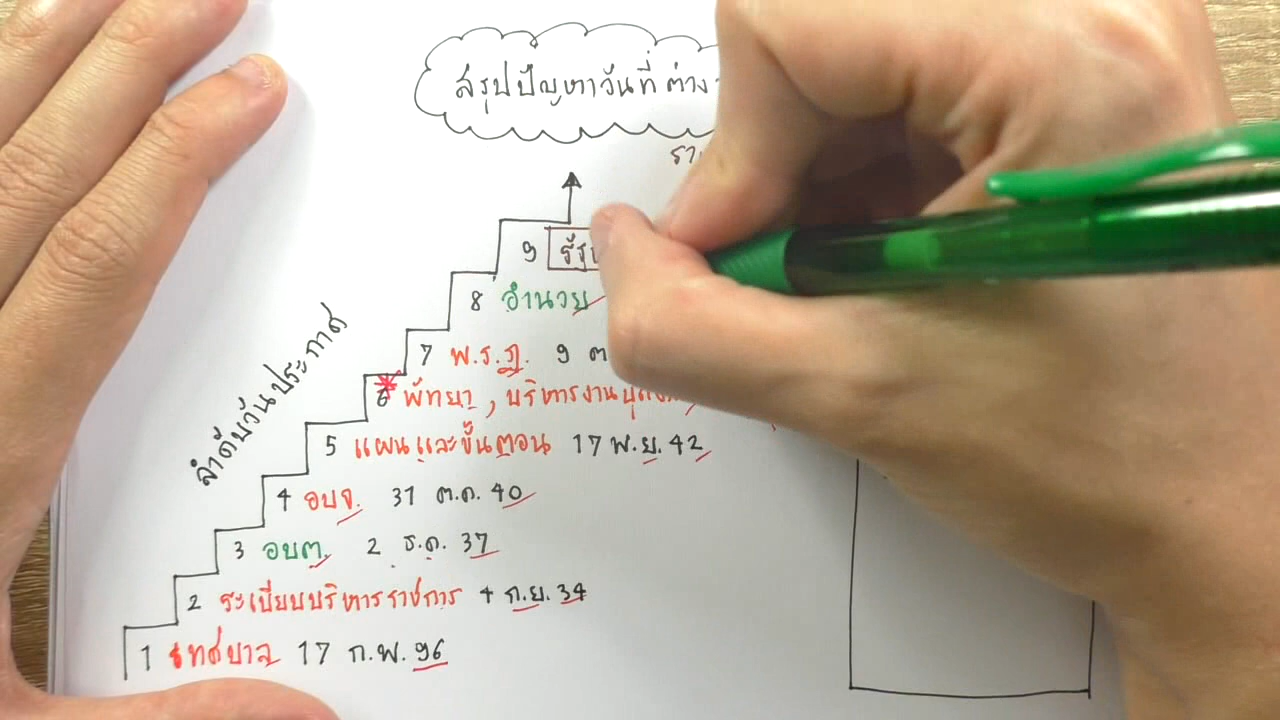 สรุปปัญหาวันที่ ต่าง
9
8 อำนวย
7 พ.ร.ฎ. 9 ต
6 พัทยา , บริหารงานบุคคล
5 แผนและขั้นตอน 17 พ.ย. 42
4 อบจ. 31 ต.ค. 40
3 อบต. 2 ธ.ค. 37
2 ระเบียบบริหารราชการ 4 ก.ย. 34
1 เทศบาล 17 ก.พ. 96
ลำดับวันประกาศ